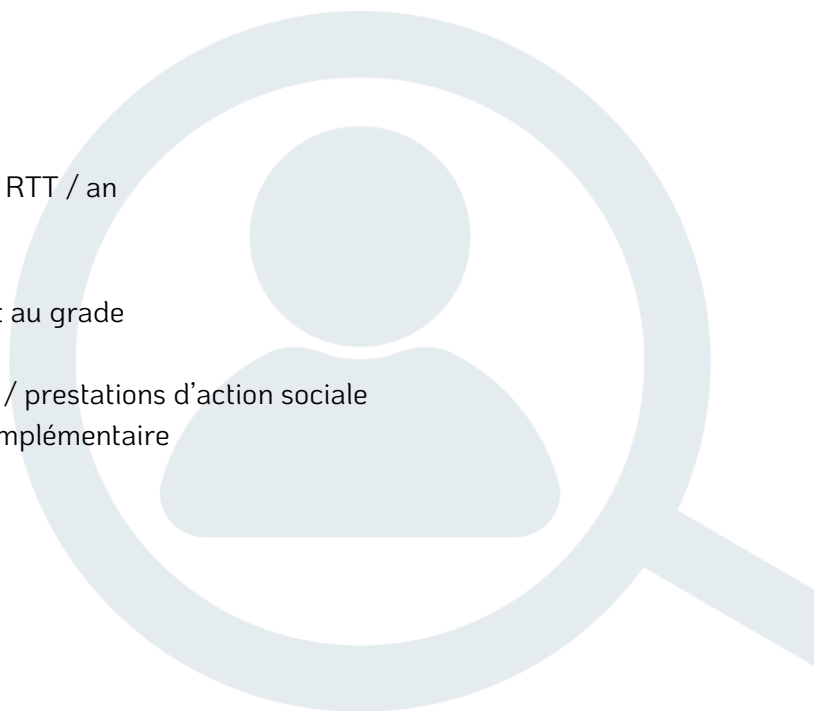 RTT / an
au grade
/ prestations d’action sociale
mplémentaire